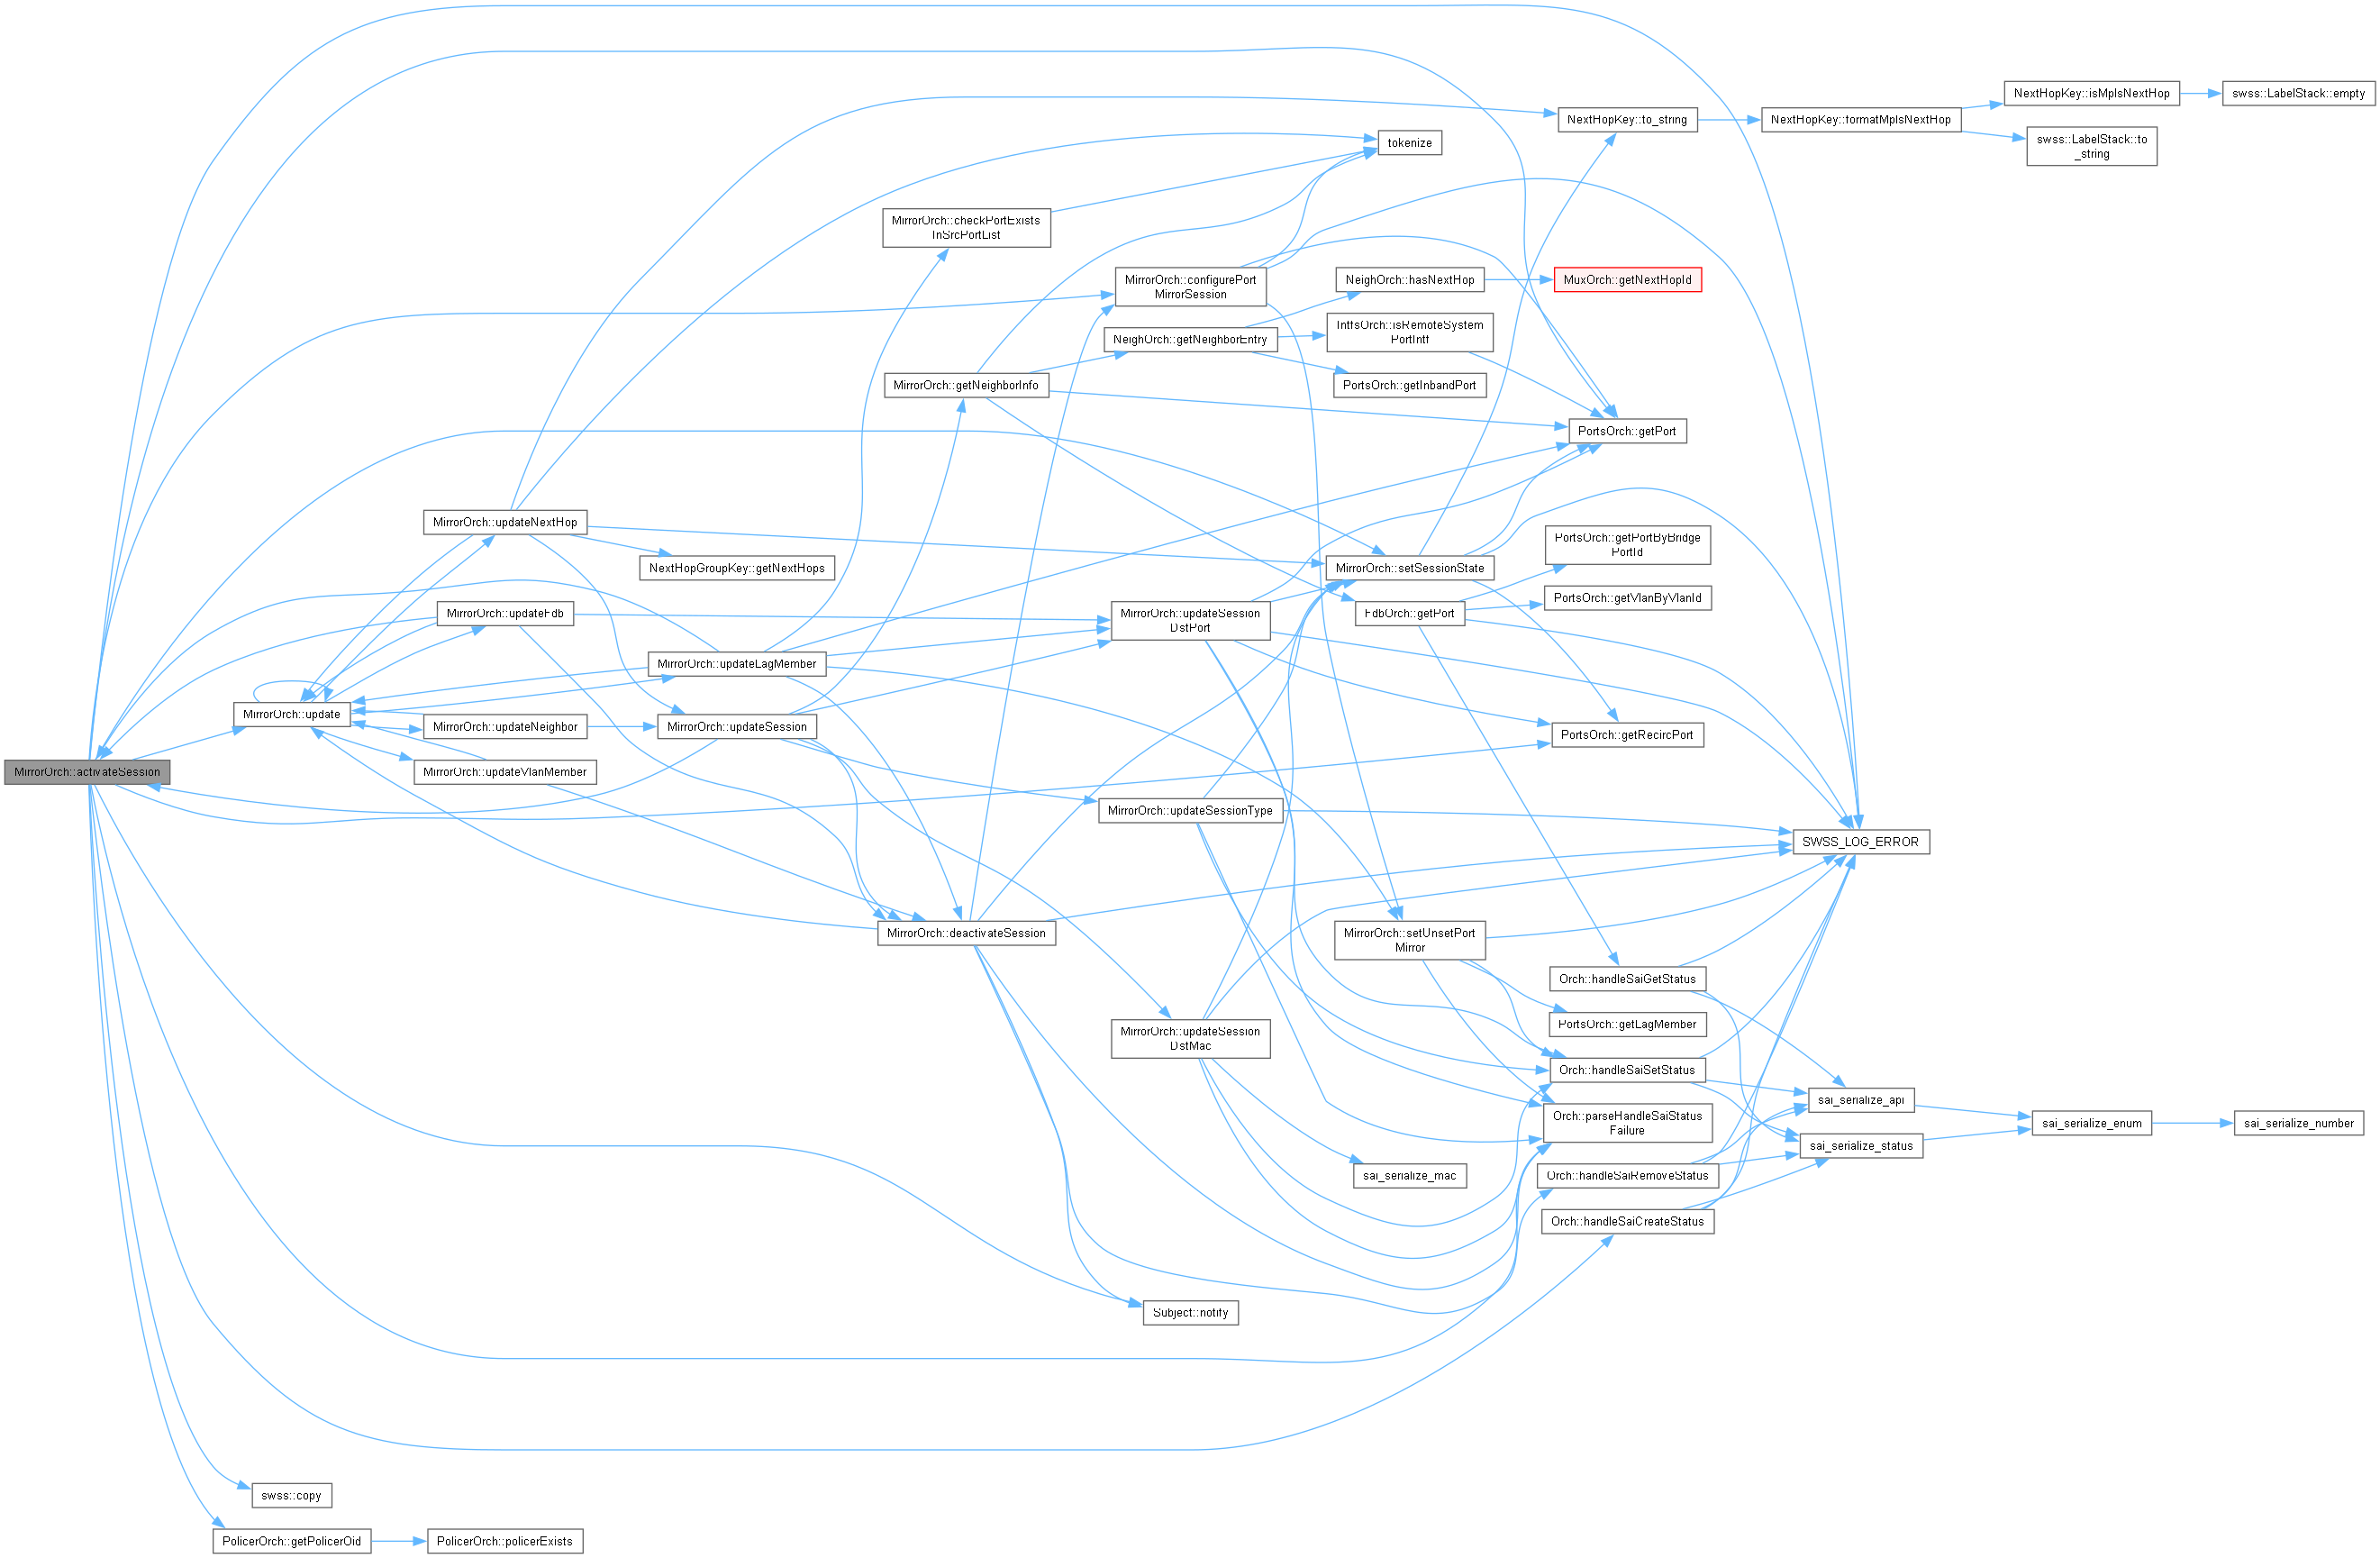 NextHopKey::isMplsNextHop
swss::LabelStack::empty
NextHopKey::to_string
NextHopKey::formatMplsNextHop
swss::LabelStack::to
_string
tokenize
MirrorOrch::checkPortExists
InSrcPortList
MirrorOrch::configurePort
MirrorSession
NeighOrch::hasNextHop
MuxOrch::getNextHopId
NeighOrch::getNeighborEntry
IntfsOrch::isRemoteSystem
PortIntf
MirrorOrch::getNeighborInfo
PortsOrch::getInbandPort
PortsOrch::getPort
MirrorOrch::updateNextHop
NextHopGroupKey::getNextHops
MirrorOrch::setSessionState
PortsOrch::getPortByBridge
PortId
PortsOrch::getVlanByVlanId
MirrorOrch::updateFdb
MirrorOrch::updateSession
DstPort
FdbOrch::getPort
MirrorOrch::updateLagMember
MirrorOrch::update
MirrorOrch::updateNeighbor
MirrorOrch::updateSession
PortsOrch::getRecircPort
MirrorOrch::activateSession
MirrorOrch::updateVlanMember
MirrorOrch::updateSessionType
SWSS_LOG_ERROR
MirrorOrch::deactivateSession
MirrorOrch::setUnsetPort
Mirror
Orch::handleSaiGetStatus
MirrorOrch::updateSession
DstMac
PortsOrch::getLagMember
Orch::handleSaiSetStatus
sai_serialize_api
Orch::parseHandleSaiStatus
Failure
sai_serialize_enum
sai_serialize_number
sai_serialize_status
sai_serialize_mac
Orch::handleSaiRemoveStatus
Orch::handleSaiCreateStatus
Subject::notify
swss::copy
PolicerOrch::getPolicerOid
PolicerOrch::policerExists